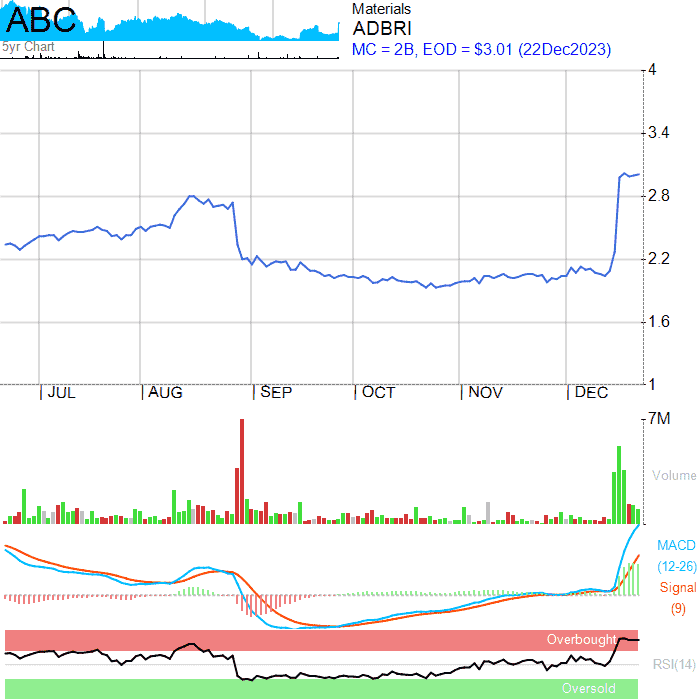 ABC
5yr Chart
Materials
ADBRI
MC = 2B, EOD = $3.01 (22Dec2023)
4
3.4
2.8
2.2
1.6
1
JUL AUG SEP OCT NOV DEC
7M
Volume
MACD
(12-26)
Signal
(9)
Overbought
RSI(14)
Oversold